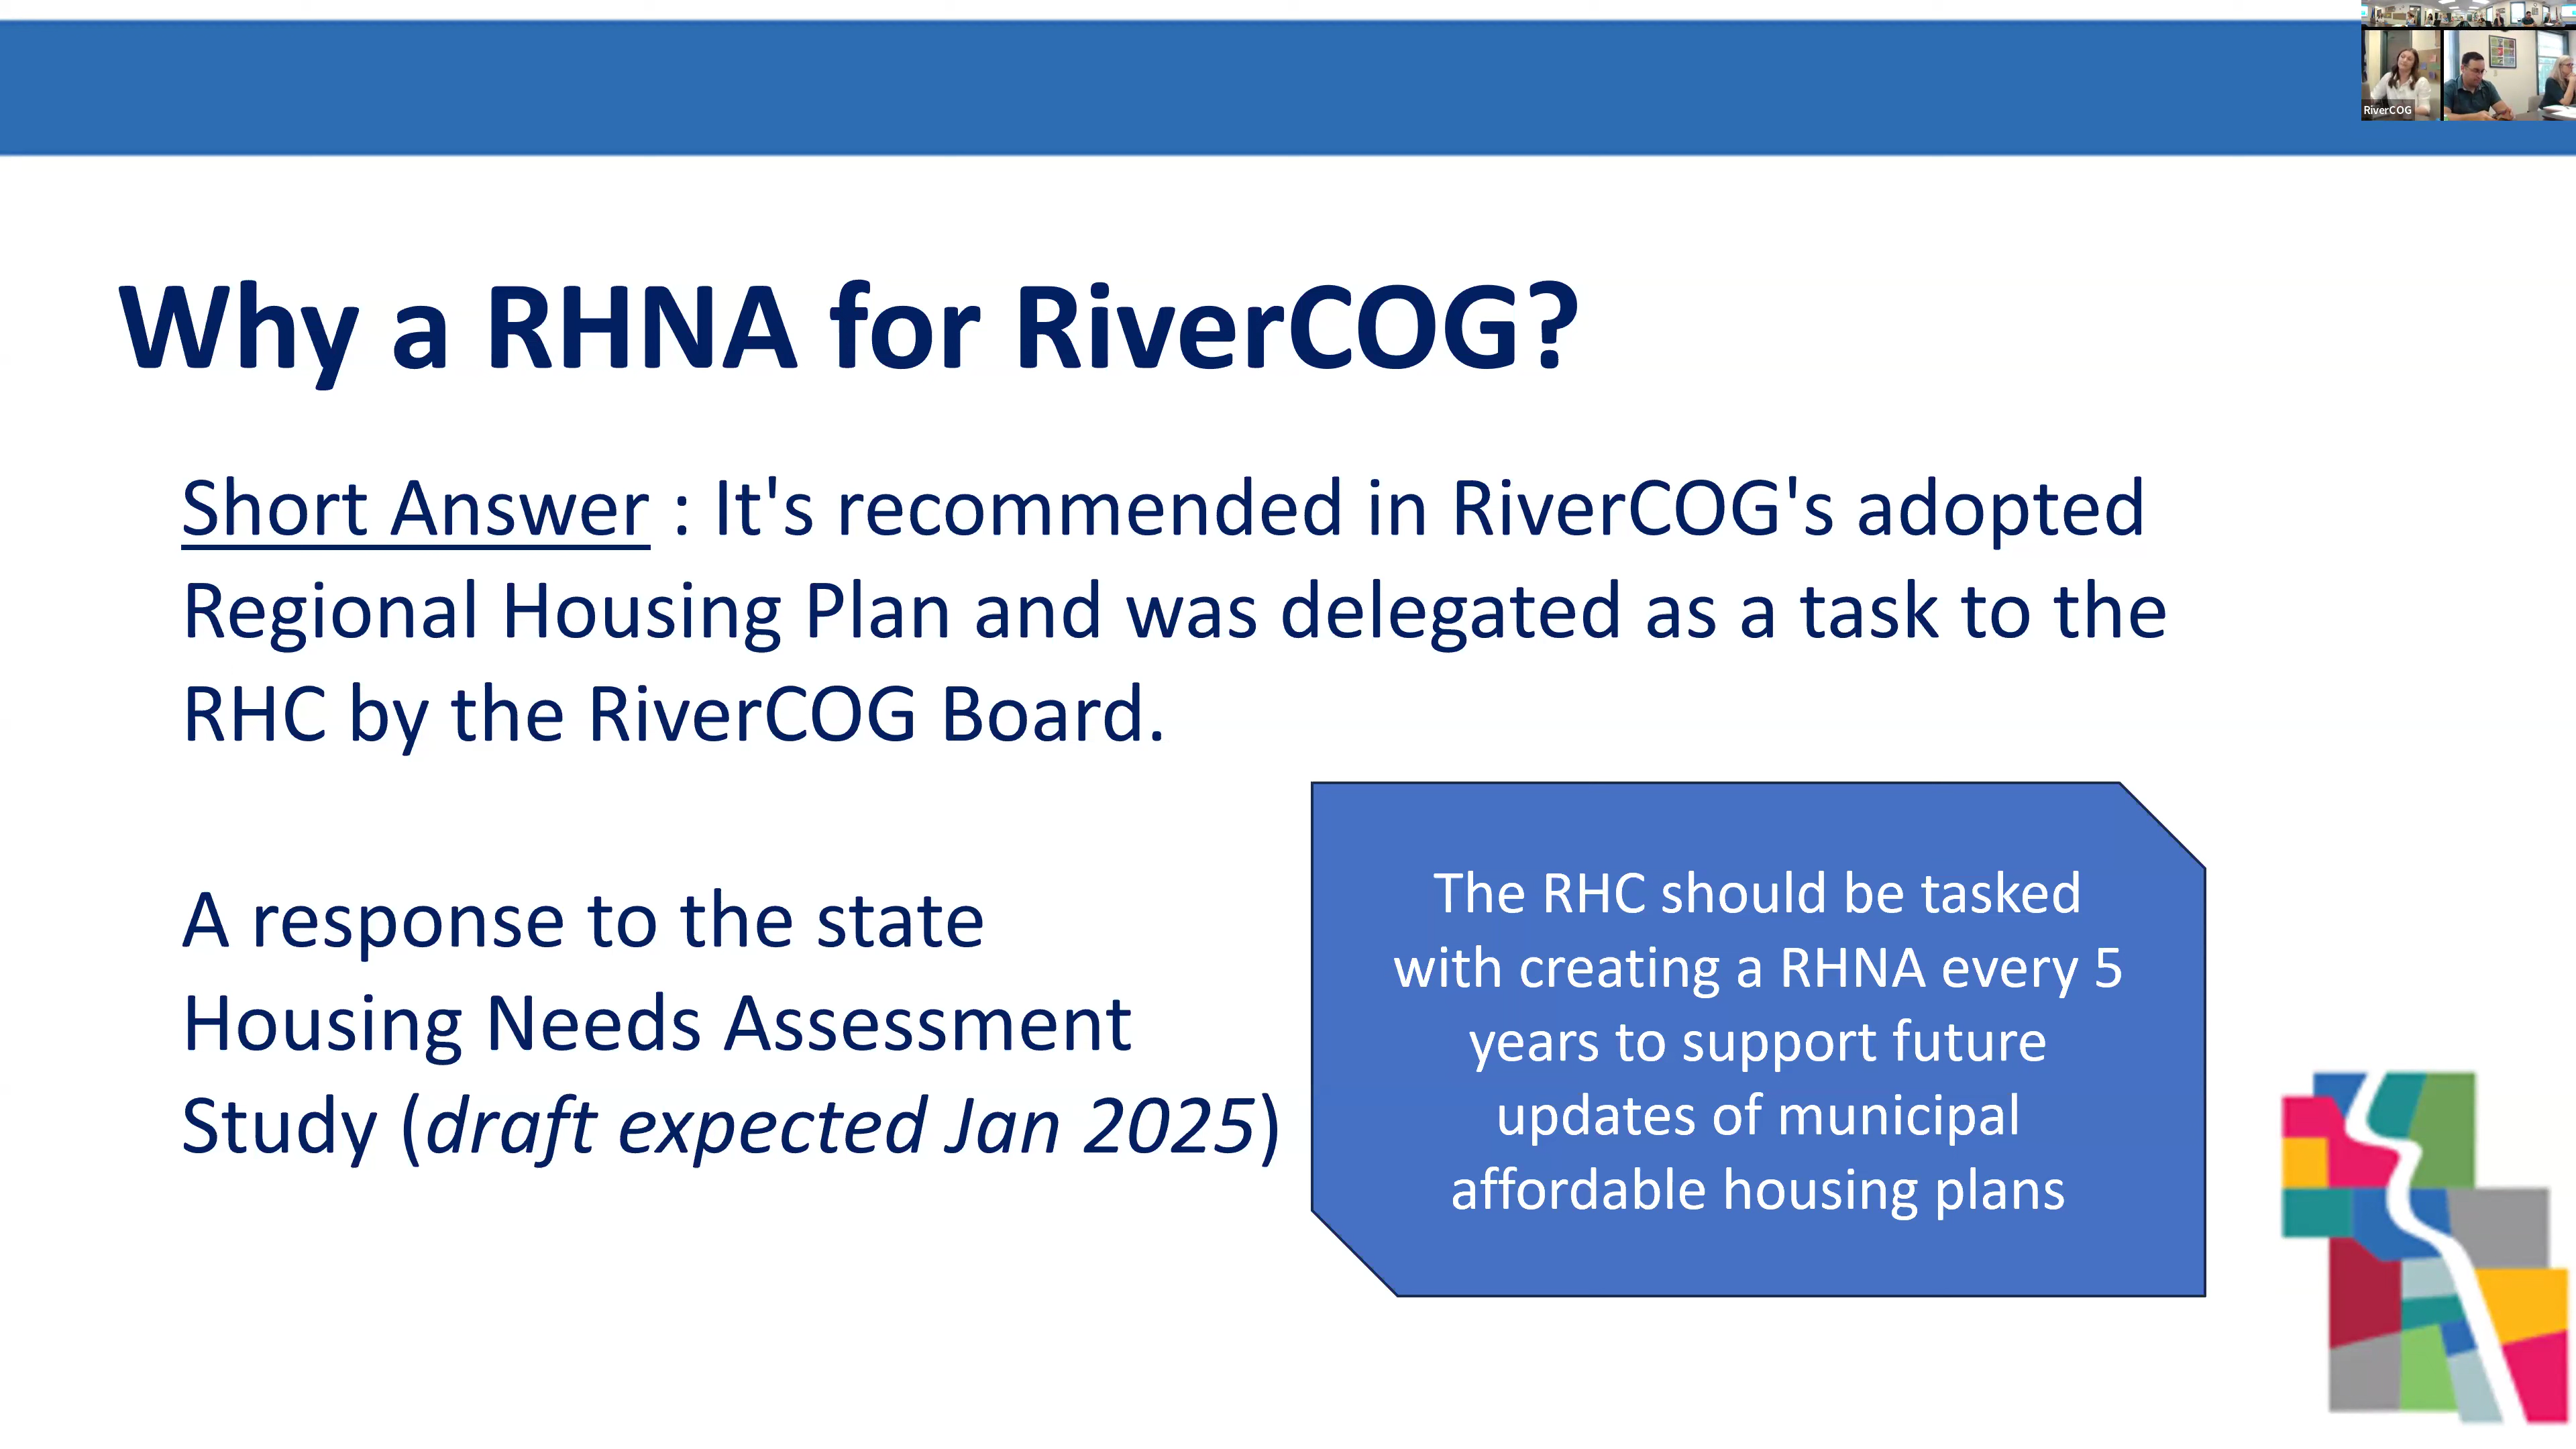 RiverCOG
Why a RHNA for RiverCOG?
Short Answer : It's recommended in RiverCOG's adopted
Regional Housing Plan and was delegated as a task to the
RHC by the RiverCOG Board.
A response to the state
Housing Needs Assessment
Study (draft expected Jan 2025)
The RHC should be tasked
with creating a RHNA every 5
years to support future
updates of municipal
affordable housing plans